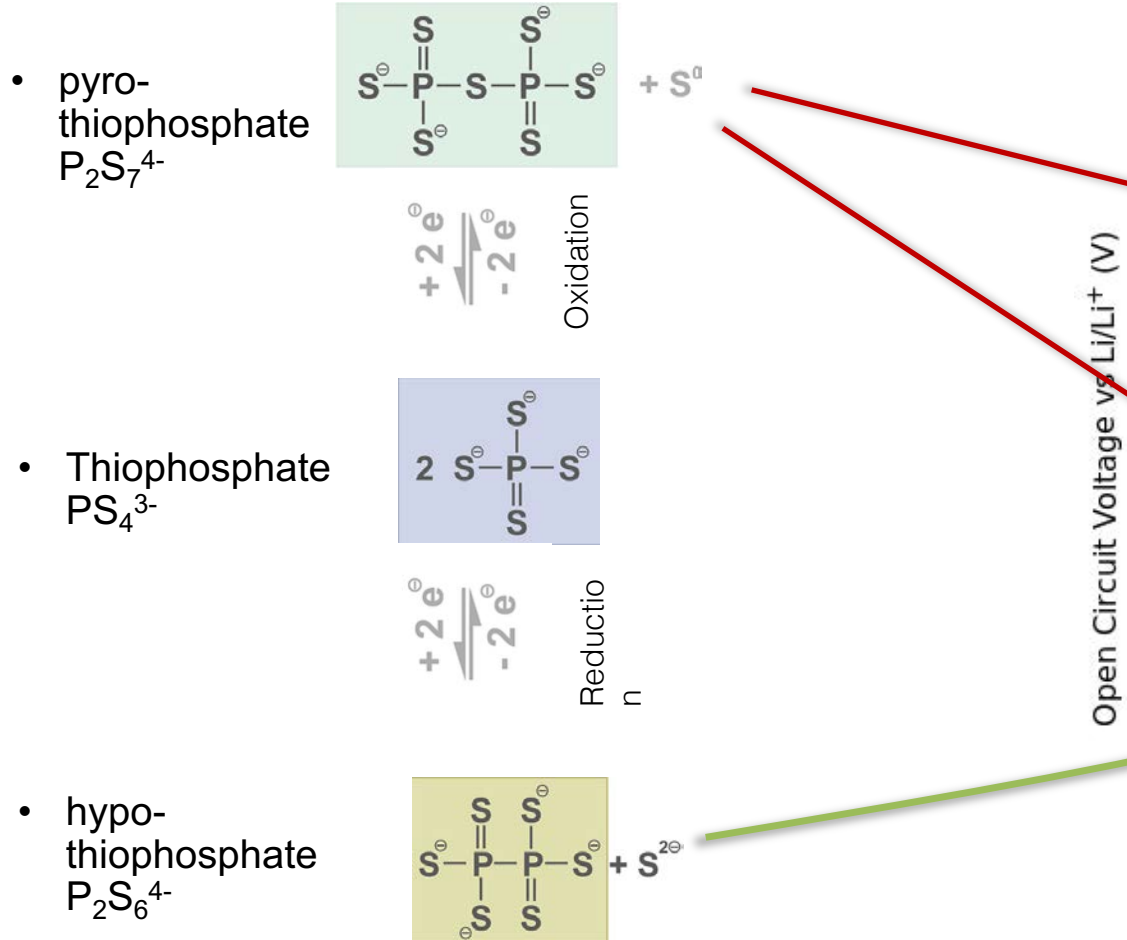 • pyro-
thiophosphate
P₂S₇⁴⁻
S S⊖
S⊖–P–S–P–S⊖ + S⁰
S⊖ S
+ 2 e⊖
- 2 e⊖
Oxidation
• Thiophosphate
PS₄³⁻
S⊖
2 S⊖–P–S⊖
S
+ 2 e⊖
- 2 e⊖
Reductio
n
• hypo-
thiophosphate
P₂S₆⁴⁻
S S⊖
S⊖–P–P–S⊖ + S²⊖
⊖S S
Open Circuit Voltage vs Li/Li⁺ (V)